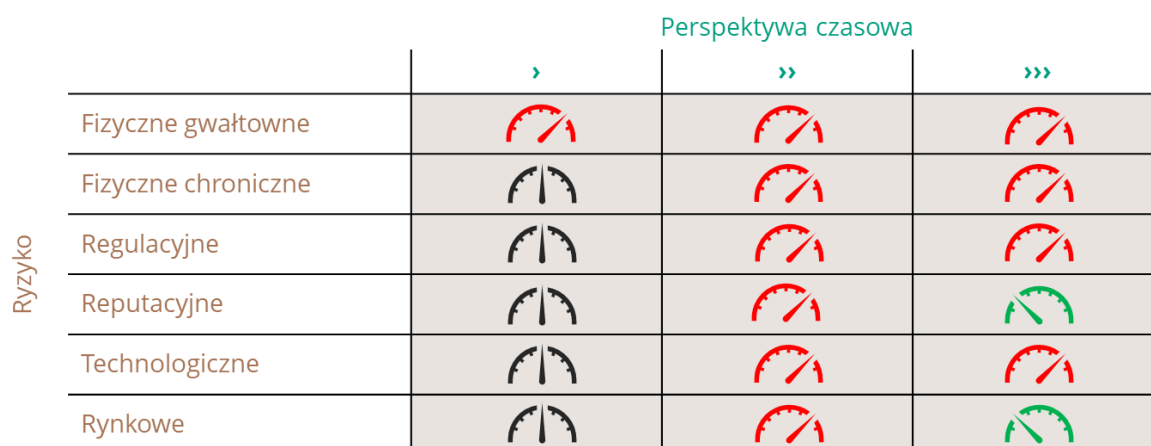 Perspektywa czasowa
› ›› ›››
Fizyczne gwałtowne
Fizyczne chroniczne
Regulacyjne
Ryzyko
Reputacyjne
Technologiczne
Rynkowe